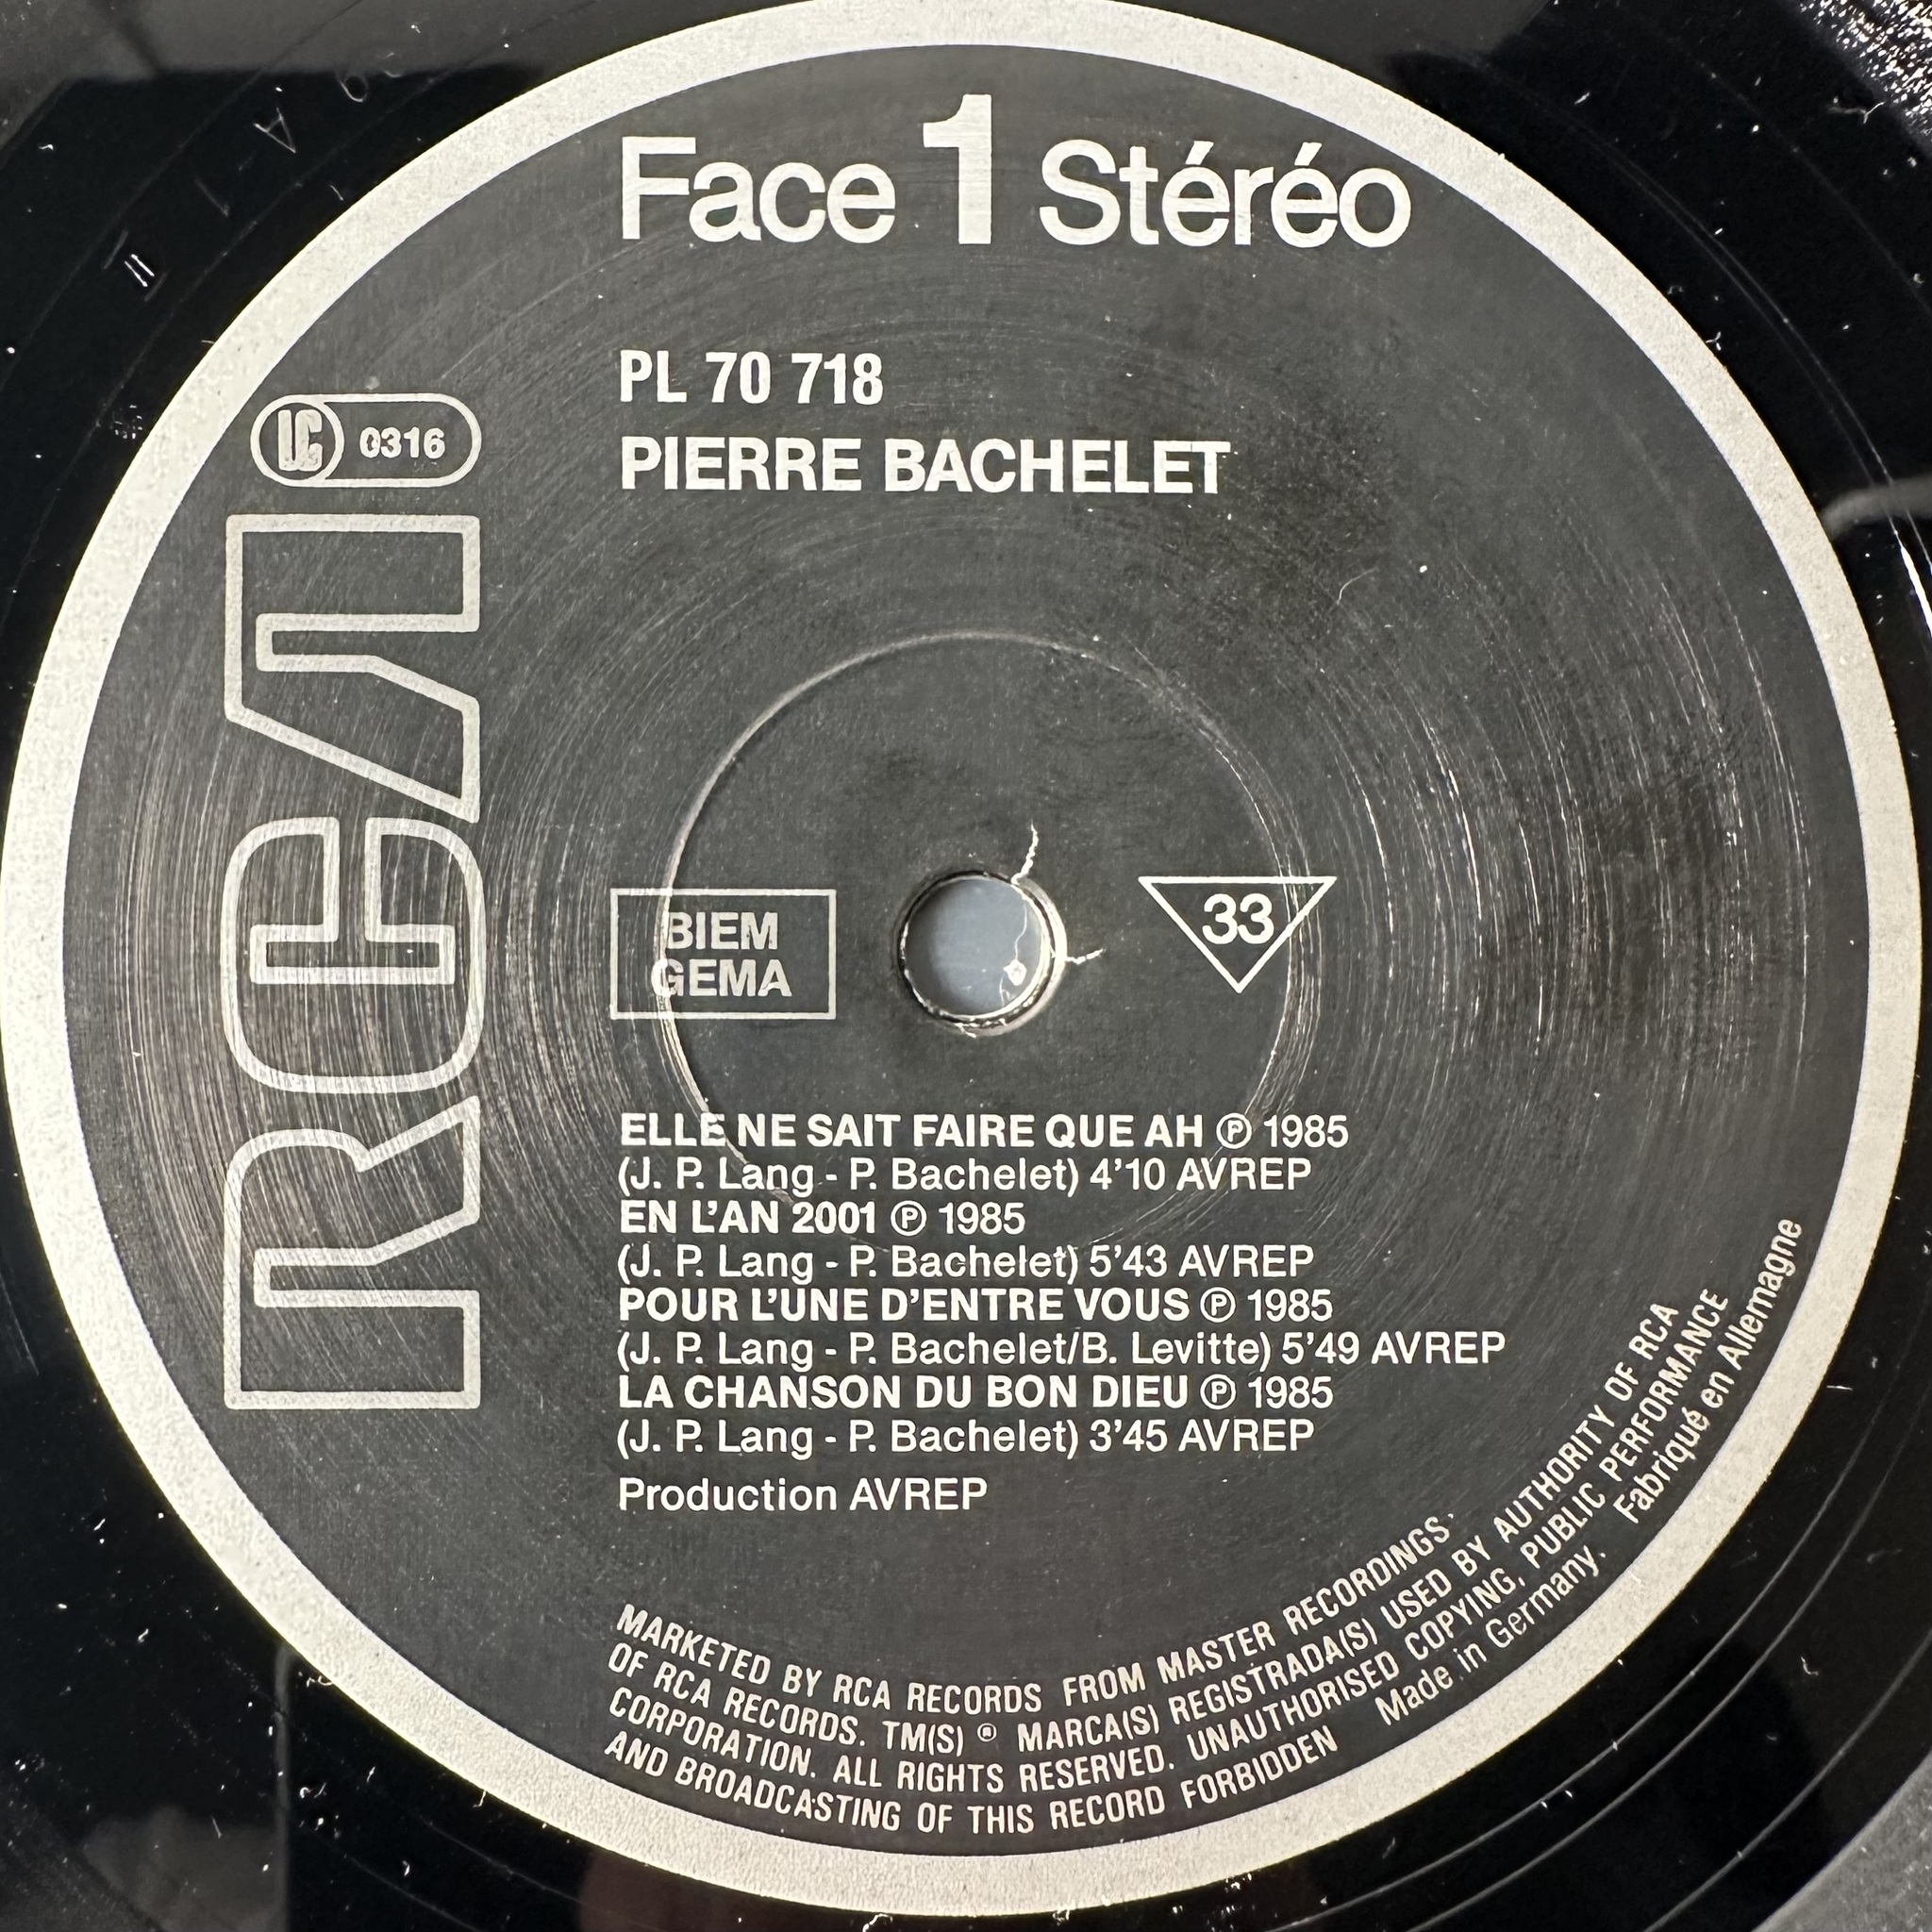 Face 1 Stéréo
PL 70 718
PIERRE BACHELET
LC 0316
RCA
BIEM
GEMA
33
ELLE NE SAIT FAIRE QUE AH ℗ 1985
(J. P. Lang - P. Bachelet) 4'10 AVREP
EN L'AN 2001 ℗ 1985
(J. P. Lang - P. Bachelet) 5'43 AVREP
POUR L'UNE D'ENTRE VOUS ℗ 1985
(J. P. Lang - P. Bachelet/B. Levitte) 5'49 AVREP
LA CHANSON DU BON DIEU ℗ 1985
(J. P. Lang - P. Bachelet) 3'45 AVREP
Production AVREP
MARKETED BY RCA RECORDS FROM MASTER RECORDINGS.
OF RCA RECORDS. TM(S) ® MARCA(S) REGISTRADA(S) USED BY AUTHORITY OF RCA
CORPORATION. ALL RIGHTS RESERVED. UNAUTHORISED COPYING, PUBLIC PERFORMANCE
AND BROADCASTING OF THIS RECORD FORBIDDEN Made in Germany. Fabriqué en Allemagne